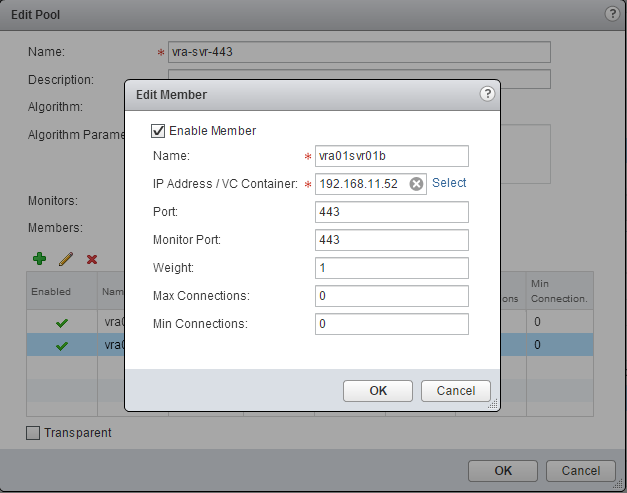 Edit Pool
?
Name: * vra-svr-443
Description:
Algorithm:
Algorithm Parame
Monitors:
Members:
Enabled Nam ons Min Connection.
vra0 0
vra0 0
Transparent
OK Cancel
Edit Member
?
Enable Member
Name: * vra01svr01b
IP Address / VC Container: * 192.168.11.52 Select
Port: 443
Monitor Port: 443
Weight: 1
Max Connections: 0
Min Connections: 0
OK Cancel